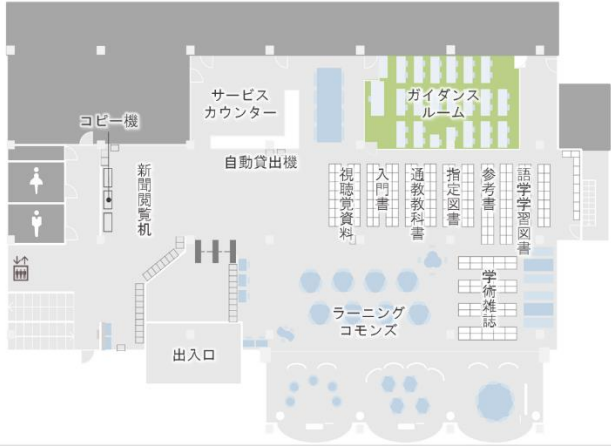 サービス
カウンター
ガイダンス
ルーム
コピー機
自動貸出機
新聞閲覧机
視聴覚資料
入門書
通教教科書
指定図書
参考書
語学学習図書
学術雑誌
ラーニング
コモンズ
出入口